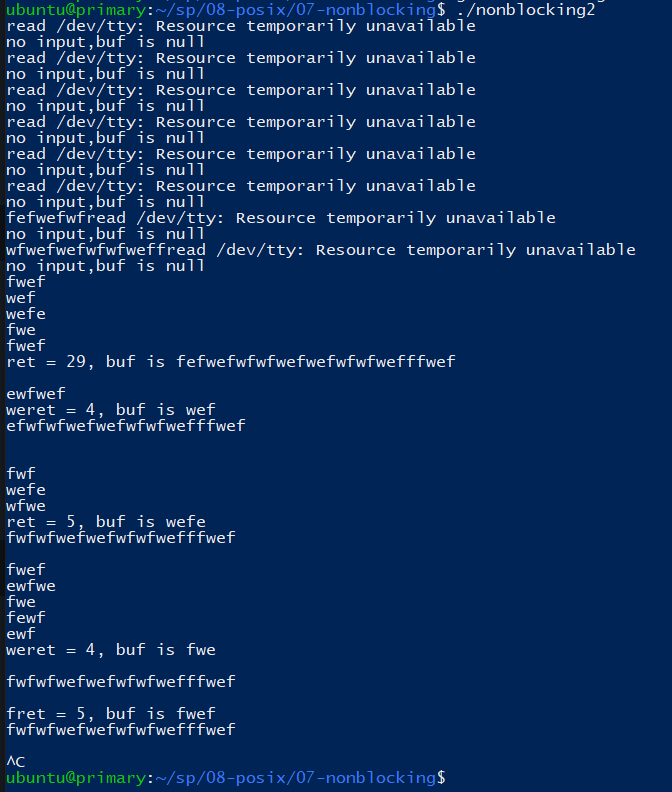 ubuntu@primary:~/sp/08-posix/07-nonblocking$ ./nonblocking2
read /dev/tty: Resource temporarily unavailable
no input,buf is null
read /dev/tty: Resource temporarily unavailable
no input,buf is null
read /dev/tty: Resource temporarily unavailable
no input,buf is null
read /dev/tty: Resource temporarily unavailable
no input,buf is null
read /dev/tty: Resource temporarily unavailable
no input,buf is null
read /dev/tty: Resource temporarily unavailable
no input,buf is null
fefwefwfread /dev/tty: Resource temporarily unavailable
no input,buf is null
wfwefwefwfwfweffread /dev/tty: Resource temporarily unavailable
no input,buf is null
fwef
wef
wefe
fwe
fwef
ret = 29, buf is fefwefwfwfwefwefwfwfwefffwef
ewfwef
weret = 4, buf is wef
efwfwfwefwefwfwfwefffwef
fwf
wefe
wfwe
ret = 5, buf is wefe
fwfwfwefwefwfwfwefffwef
fwef
ewfwe
fwe
fewf
ewf
weret = 4, buf is fwe
fwfwfwefwefwfwfwefffwef
fret = 5, buf is fwef
fwfwfwefwefwfwfwefffwef
^C
ubuntu@primary:~/sp/08-posix/07-nonblocking$